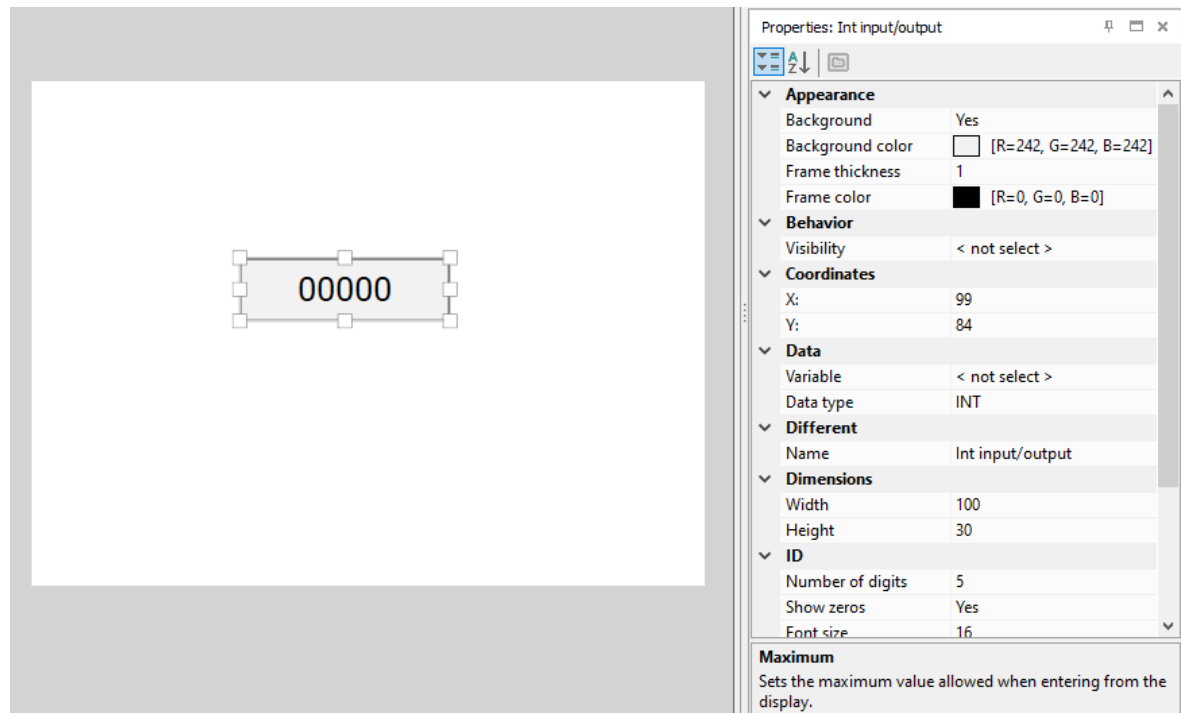 00000
Properties: Int input/output
Appearance
Background Yes
Background color [R=242, G=242, B=242]
Frame thickness 1
Frame color [R=0, G=0, B=0]
Behavior
Visibility < not select >
Coordinates
X: 99
Y: 84
Data
Variable < not select >
Data type INT
Different
Name Int input/output
Dimensions
Width 100
Height 30
ID
Number of digits 5
Show zeros Yes
Font size 16
Maximum
Sets the maximum value allowed when entering from the
display.